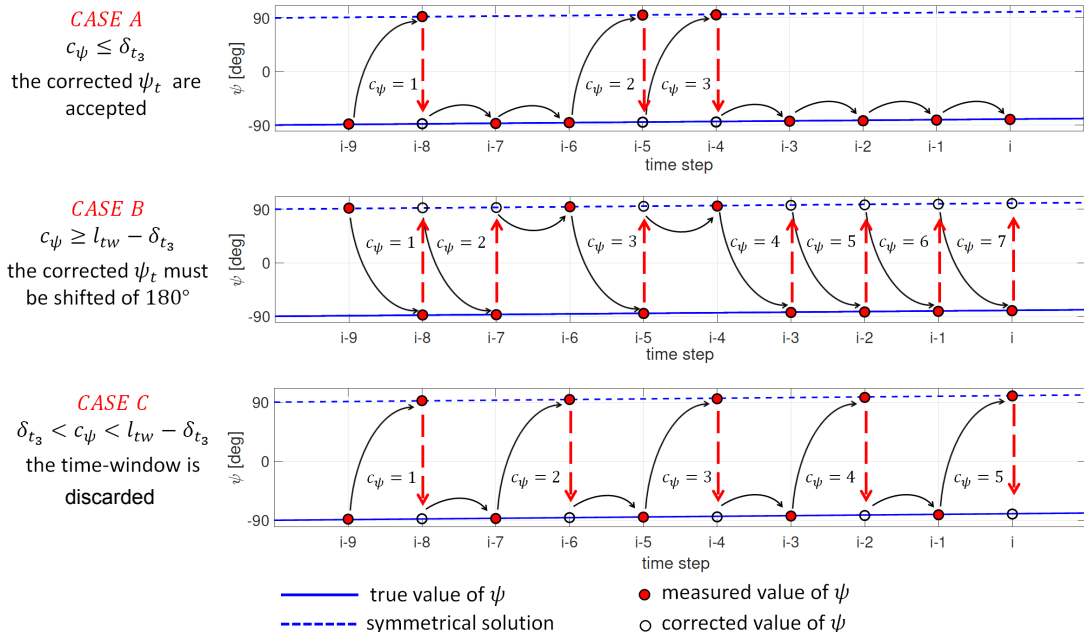 CASE A
c_ψ ≤ δ_t₃
the corrected ψ_t are
accepted
90
0
-90
ψ [deg]
c_ψ = 1
c_ψ = 2
c_ψ = 3
i-9 i-8 i-7 i-6 i-5 i-4 i-3 i-2 i-1 i
time step
CASE B
c_ψ ≥ l_tw − δ_t₃
the corrected ψ_t must
be shifted of 180°
90
0
-90
ψ [deg]
c_ψ = 1
c_ψ = 2
c_ψ = 3
c_ψ = 4
c_ψ = 5
c_ψ = 6
c_ψ = 7
i-9 i-8 i-7 i-6 i-5 i-4 i-3 i-2 i-1 i
time step
CASE C
δ_t₃ < c_ψ < l_tw − δ_t₃
the time-window is
discarded
90
0
-90
ψ [deg]
c_ψ = 1
c_ψ = 2
c_ψ = 3
c_ψ = 4
c_ψ = 5
i-9 i-8 i-7 i-6 i-5 i-4 i-3 i-2 i-1 i
time step
true value of ψ
measured value of ψ
symmetrical solution
corrected value of ψ